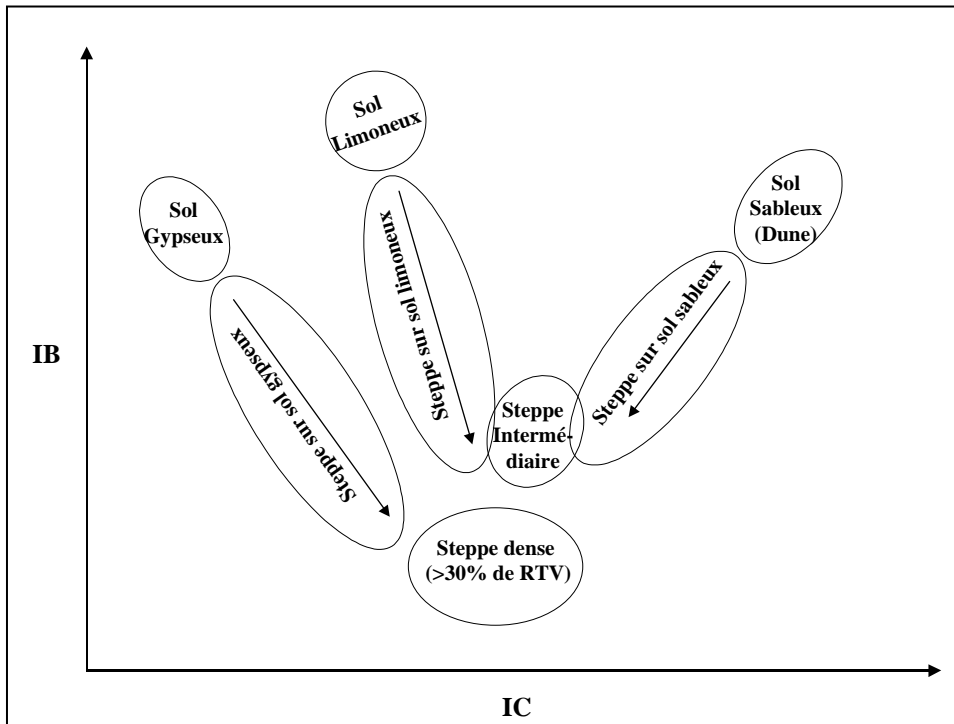 Sol
Limoneux
Sol
Gypseux
Sol
Sableux
(Dune)
Steppe sur sol limoneux
Steppe sur sol sableux
Steppe sur sol gypseux
IB
Steppe
Intermé-
diaire
Steppe dense
(>30% de RTV)
IC